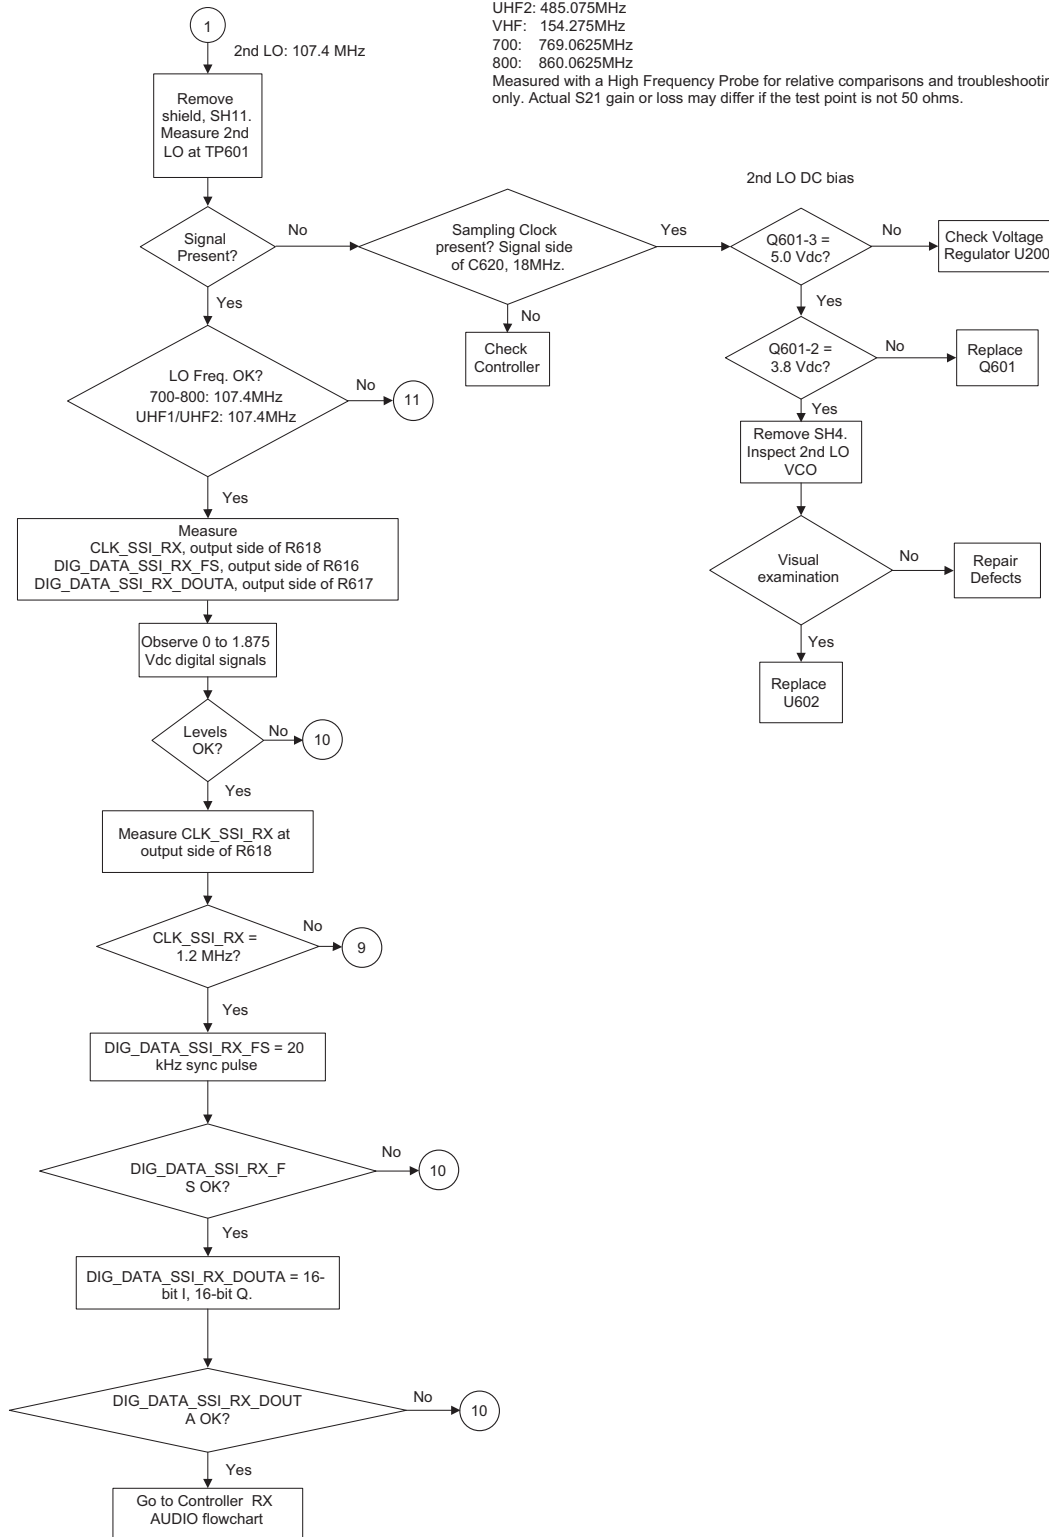 UHF2: 485.075MHz
VHF: 154.275MHz
700: 769.0625MHz
800: 860.0625MHz
Measured with a High Frequency Probe for relative comparisons and
only. Actual S21 gain or loss may differ if the test point is not 50 ohms.
1
2nd LO: 107.4 MHz
Remove
shield, SH11.
Measure 2nd
LO at TP601
Signal
Present?
No
Yes
Sampling Clock
present? Signal side
of C620, 18MHz.
Yes
No
Check
Controller
2nd LO DC bias
Q601-3 =
5.0 Vdc?
No
Check Voltage
Regulator U200
Yes
Q601-2 =
3.8 Vdc?
No
Replace
Q601
Yes
Remove SH4.
Inspect 2nd LO
VCO
Visual
examination
No
Repair
Defects
Yes
Replace
U602
LO Freq. OK?
700-800: 107.4MHz
UHF1/UHF2: 107.4MHz
No
11
Yes
Measure
CLK_SSI_RX, output side of R618
DIG_DATA_SSI_RX_FS, output side of R616
DIG_DATA_SSI_RX_DOUTA, output side of R617
Observe 0 to 1.875
Vdc digital signals
Levels
OK?
No
10
Yes
Measure CLK_SSI_RX at
output side of R618
CLK_SSI_RX =
1.2 MHz?
No
9
Yes
DIG_DATA_SSI_RX_FS = 20
kHz sync pulse
DIG_DATA_SSI_RX_F
S OK?
No
10
Yes
DIG_DATA_SSI_RX_DOUTA = 16-
bit I, 16-bit Q.
DIG_DATA_SSI_RX_DOUT
A OK?
No
10
Yes
Go to Controller RX
AUDIO flowchart